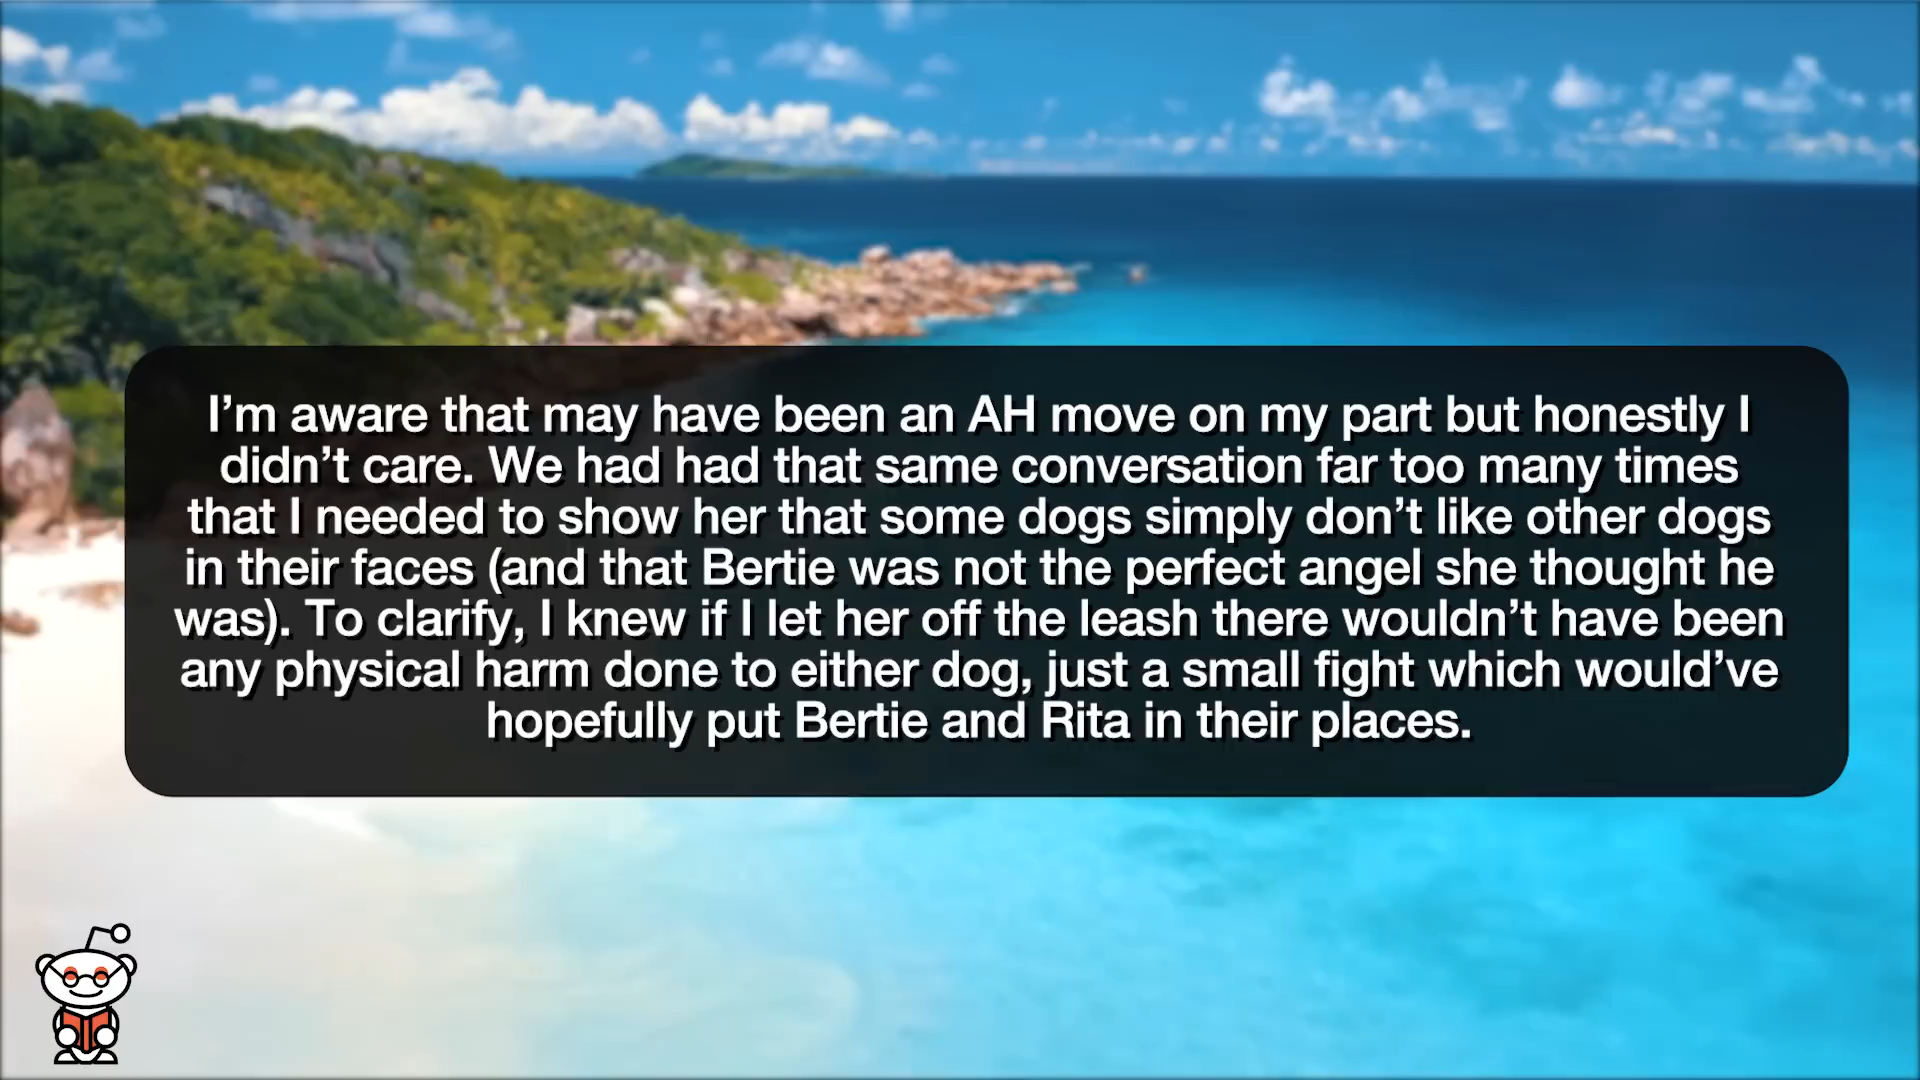 I’m aware that may have been an AH move on my part but honestly I
didn’t care. We had had that same conversation far too many times
that I needed to show her that some dogs simply don’t like other dogs
in their faces (and that Bertie was not the perfect angel she thought he
was). To clarify, I knew if I let her off the leash there wouldn’t have been
any physical harm done to either dog, just a small fight which would’ve
hopefully put Bertie and Rita in their places.